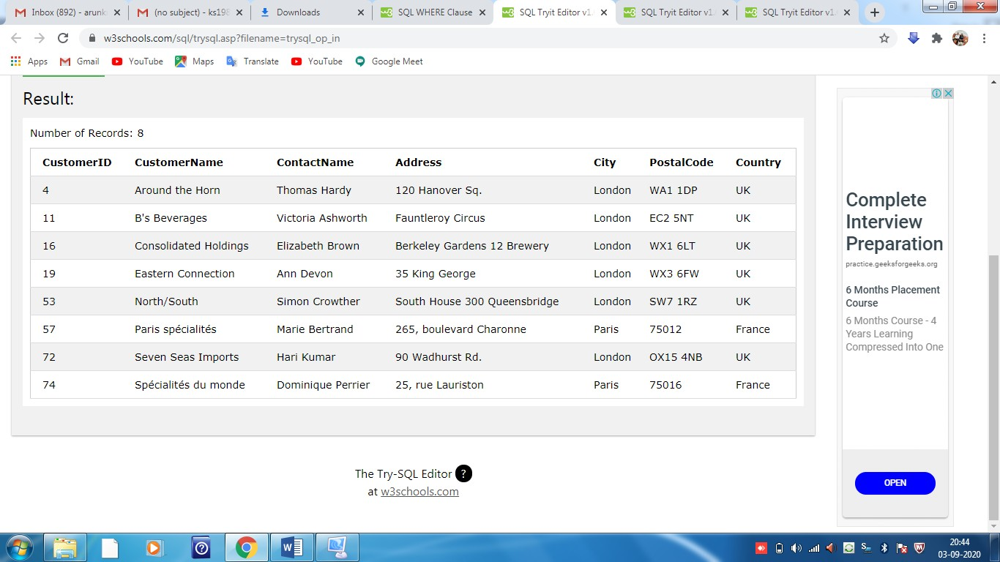 Inbox (892) - arunk
(no subject) - ks198
Downloads
SQL WHERE Clause
SQL Tryit Editor v1.
SQL Tryit Editor v1.
SQL Tryit Editor v1.
w3schools.com/sql/trysql.asp?filename=trysql_op_in
Apps Gmail YouTube Maps Translate YouTube Google Meet
Result:
Number of Records: 8
CustomerID CustomerName ContactName Address City PostalCode Country
4 Around the Horn Thomas Hardy 120 Hanover Sq. London WA1 1DP UK
11 B's Beverages Victoria Ashworth Fauntleroy Circus London EC2 5NT UK
16 Consolidated Holdings Elizabeth Brown Berkeley Gardens 12 Brewery London WX1 6LT UK
19 Eastern Connection Ann Devon 35 King George London WX3 6FW UK
53 North/South Simon Crowther South House 300 Queensbridge London SW7 1RZ UK
57 Paris spécialités Marie Bertrand 265, boulevard Charonne Paris 75012 France
72 Seven Seas Imports Hari Kumar 90 Wadhurst Rd. London OX15 4NB UK
74 Spécialités du monde Dominique Perrier 25, rue Lauriston Paris 75016 France
The Try-SQL Editor ?
at w3schools.com
Complete
Interview
Preparation
practice.geeksforgeeks.org
6 Months Placement
Course
6 Months Course - 4
Years Learning
Compressed Into One
OPEN
20:44
03-09-2020